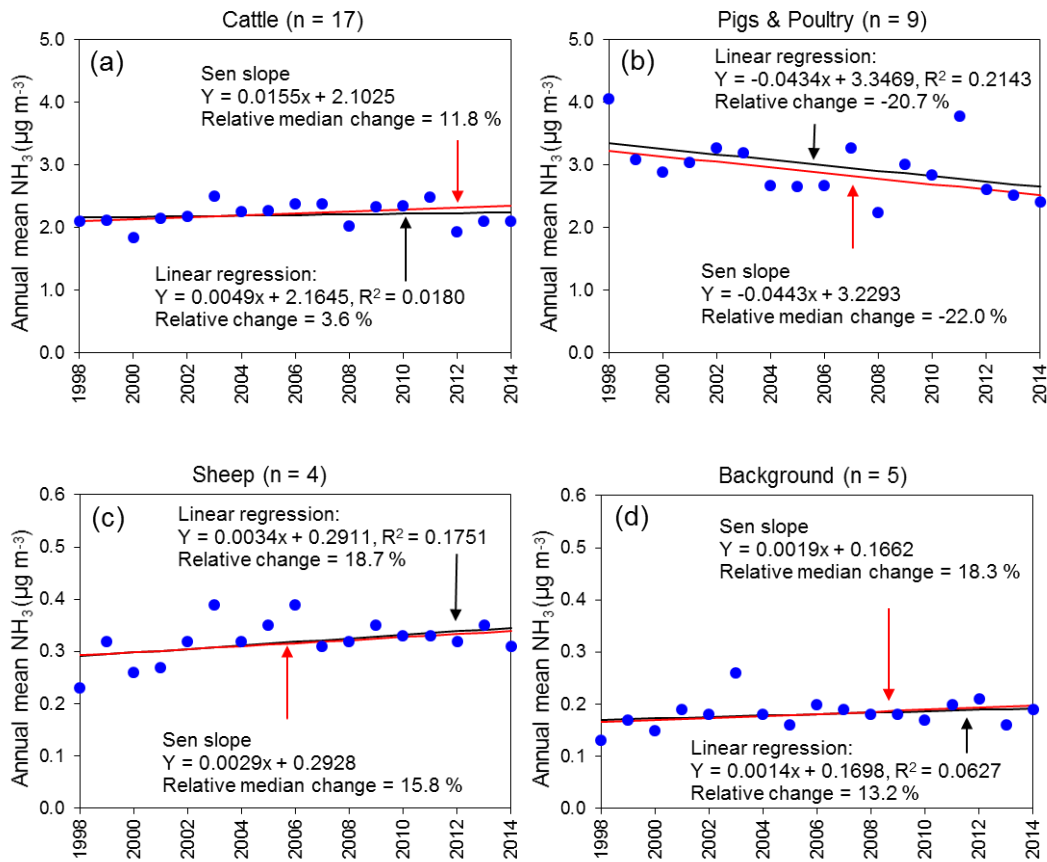 Cattle (n = 17)
(a)
Sen slope
Y = 0.0155x + 2.1025
Relative median change = 11.8 %
Linear regression:
Y = 0.0049x + 2.1645, R² = 0.0180
Relative change = 3.6 %
Annual mean NH₃ (µg m⁻³)
5.0
4.0
3.0
2.0
1.0
0.0
1998
2000
2002
2004
2006
2008
2010
2012
2014
Pigs & Poultry (n = 9)
(b)
Linear regression:
Y = -0.0434x + 3.3469, R² = 0.2143
Relative change = -20.7 %
Sen slope
Y = -0.0443x + 3.2293
Relative median change = -22.0 %
Annual mean NH₃ (µg m⁻³)
5.0
4.0
3.0
2.0
1.0
0.0
1998
2000
2002
2004
2006
2008
2010
2012
2014
Sheep (n = 4)
(c)
Linear regression:
Y = 0.0034x + 0.2911, R² = 0.1751
Relative change = 18.7 %
Sen slope
Y = 0.0029x + 0.2928
Relative median change = 15.8 %
Annual mean NH₃ (µg m⁻³)
0.6
0.5
0.4
0.3
0.2
0.1
0.0
1998
2000
2002
2004
2006
2008
2010
2012
2014
Background (n = 5)
(d)
Sen slope
Y = 0.0019x + 0.1662
Relative median change = 18.3 %
Linear regression:
Y = 0.0014x + 0.1698, R² = 0.0627
Relative change = 13.2 %
Annual mean NH₃ (µg m⁻³)
0.6
0.5
0.4
0.3
0.2
0.1
0.0
1998
2000
2002
2004
2006
2008
2010
2012
2014